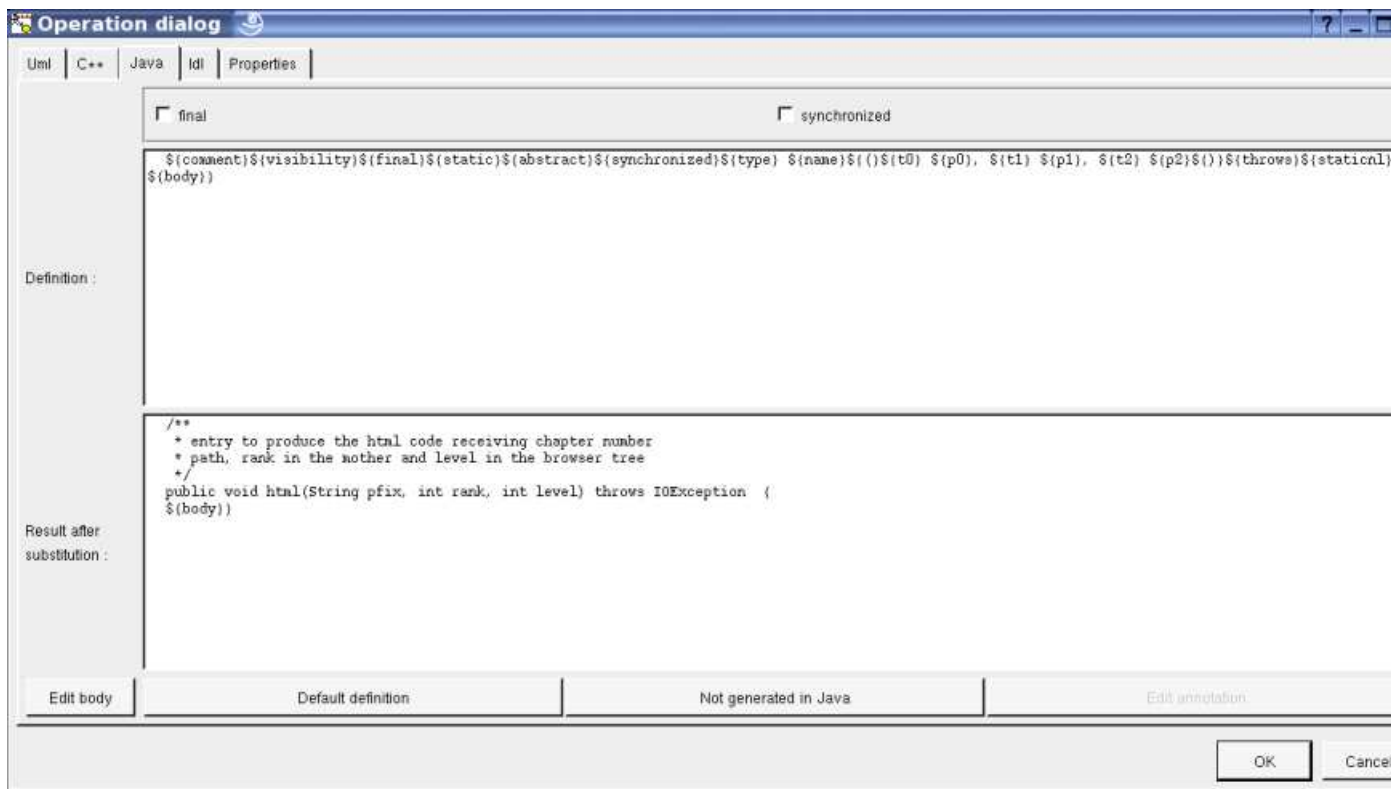 Operation dialog
?
Uml C++ Java Idl Properties
final synchronized
Definition :
${comment}${visibility}${final}${static}${abstract}${synchronized}${type} ${name}${(}${t0} ${p0}, ${t1} ${p1}, ${t2} ${p2}${)}${throws}${staticnl}
${body}}
Result after
substitution :
/**
* entry to produce the html code receiving chapter number
* path, rank in the mother and level in the browser tree
*/
public void html(String pfix, int rank, int level) throws IOException {
${body}}
Edit body Default definition Not generated in Java Edit annotation
OK Cancel